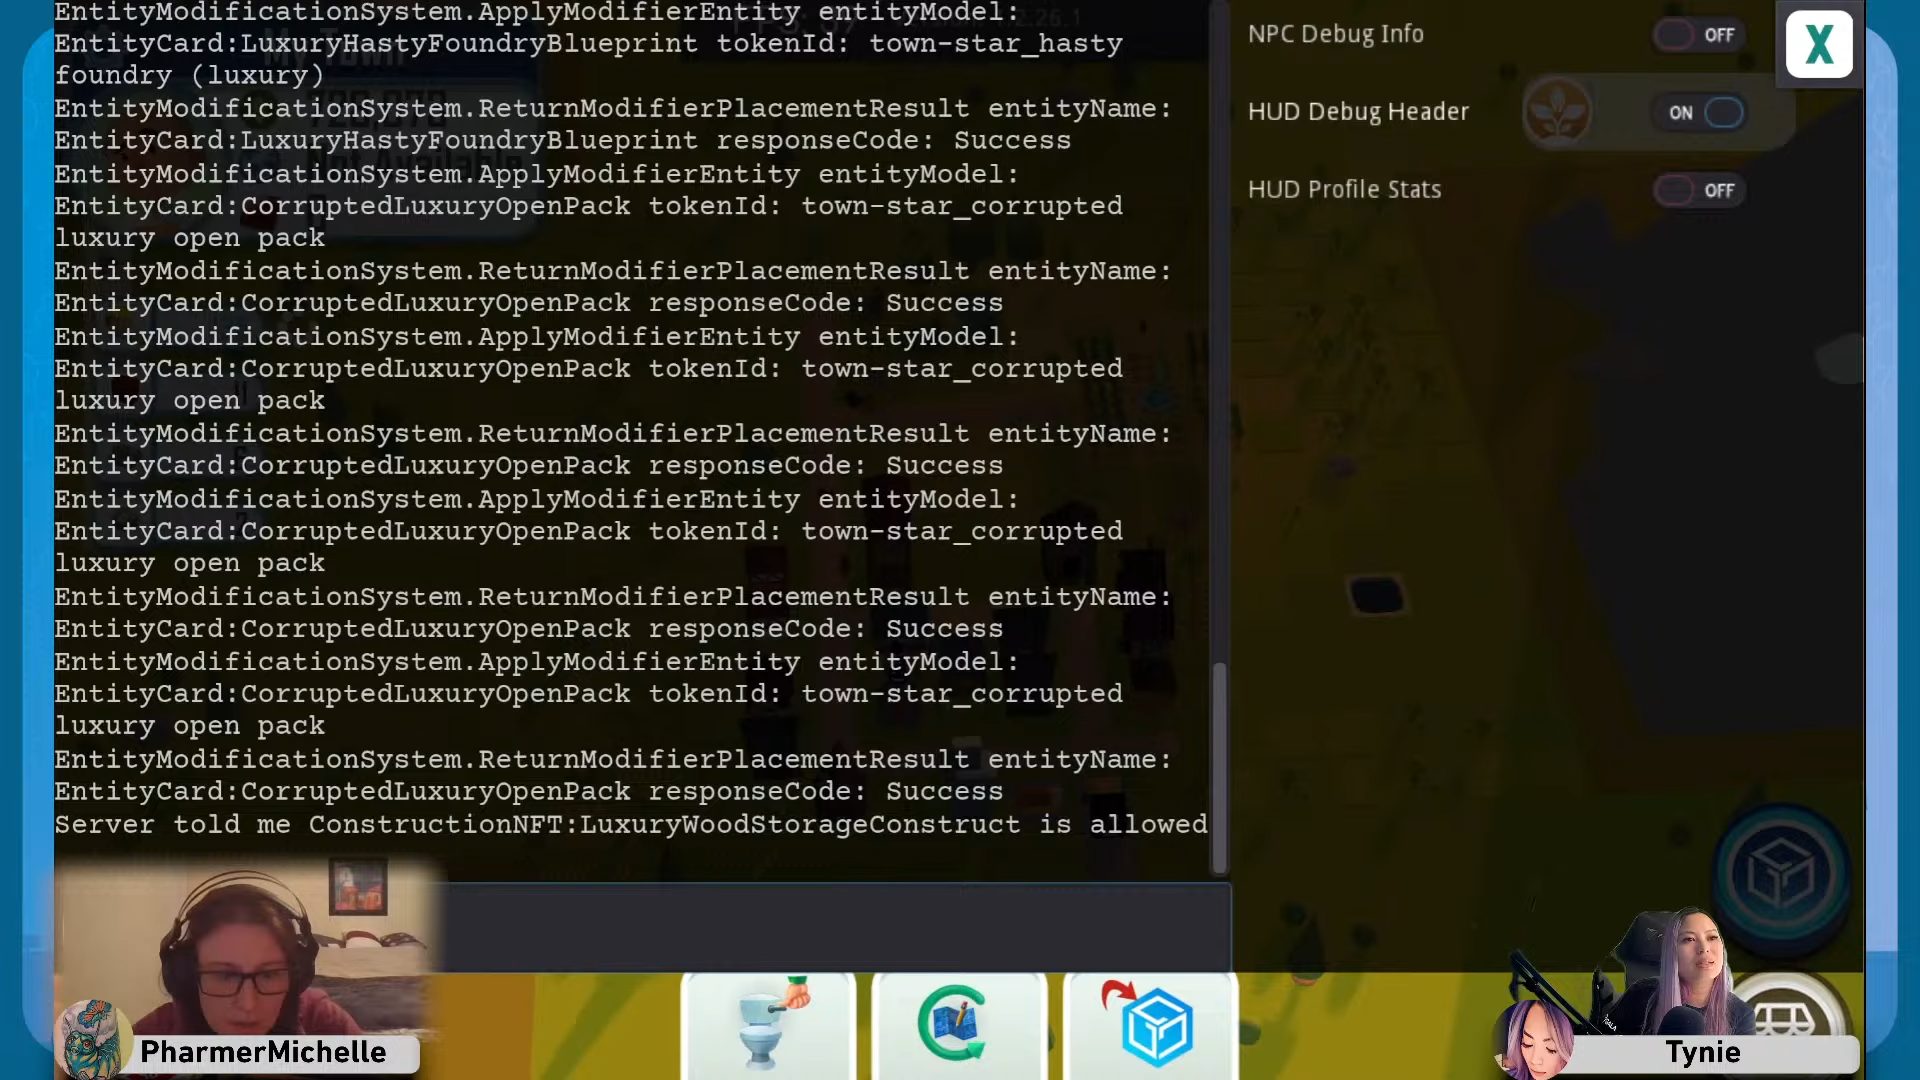 EntityModificationSystem.ApplyModifierEntity entityModel:
EntityCard:LuxuryHastyFoundryBlueprint tokenId: town-star_hasty
foundry (luxury)
EntityModificationSystem.ReturnModifierPlacementResult entityName:
EntityCard:LuxuryHastyFoundryBlueprint responseCode: Success
EntityModificationSystem.ApplyModifierEntity entityModel:
EntityCard:CorruptedLuxuryOpenPack tokenId: town-star_corrupted
luxury open pack
EntityModificationSystem.ReturnModifierPlacementResult entityName:
EntityCard:CorruptedLuxuryOpenPack responseCode: Success
EntityModificationSystem.ApplyModifierEntity entityModel:
EntityCard:CorruptedLuxuryOpenPack tokenId: town-star_corrupted
luxury open pack
EntityModificationSystem.ReturnModifierPlacementResult entityName:
EntityCard:CorruptedLuxuryOpenPack responseCode: Success
EntityModificationSystem.ApplyModifierEntity entityModel:
EntityCard:CorruptedLuxuryOpenPack tokenId: town-star_corrupted
luxury open pack
EntityModificationSystem.ReturnModifierPlacementResult entityName:
EntityCard:CorruptedLuxuryOpenPack responseCode: Success
EntityModificationSystem.ApplyModifierEntity entityModel:
EntityCard:CorruptedLuxuryOpenPack tokenId: town-star_corrupted
luxury open pack
EntityModificationSystem.ReturnModifierPlacementResult entityName:
EntityCard:CorruptedLuxuryOpenPack responseCode: Success
Server told me ConstructionNFT:LuxuryWoodStorageConstruct is allowed
NPC Debug Info OFF
HUD Debug Header ON
HUD Profile Stats OFF
X
PharmerMichelle
Tynie